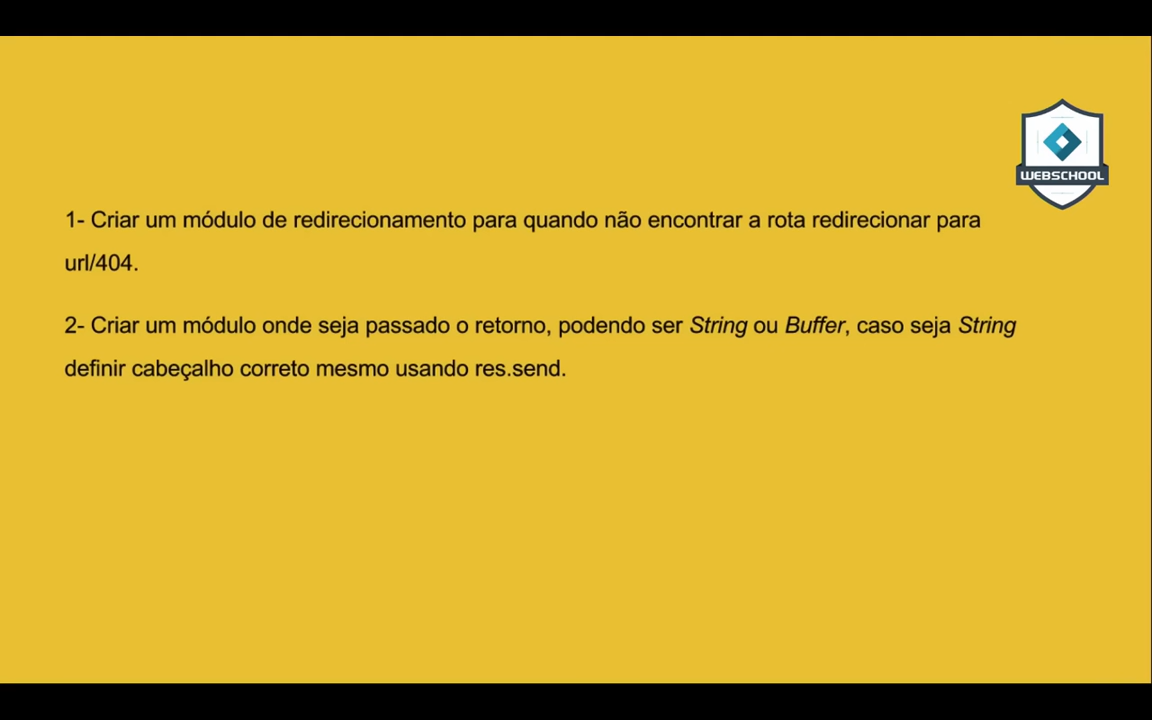 WEBSCHOOL
1- Criar um módulo de redirecionamento para quando não encontrar a rota redirecionar para
url/404.
2- Criar um módulo onde seja passado o retorno, podendo ser String ou Buffer, caso seja String
definir cabeçalho correto mesmo usando res.send.